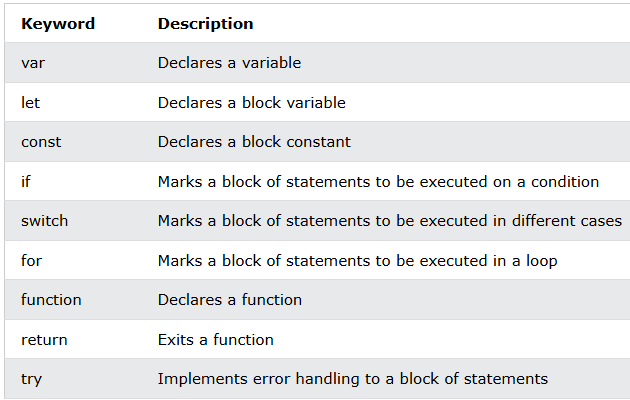 Keyword Description
var Declares a variable
let Declares a block variable
const Declares a block constant
if Marks a block of statements to be executed on a condition
switch Marks a block of statements to be executed in different cases
for Marks a block of statements to be executed in a loop
function Declares a function
return Exits a function
try Implements error handling to a block of statements